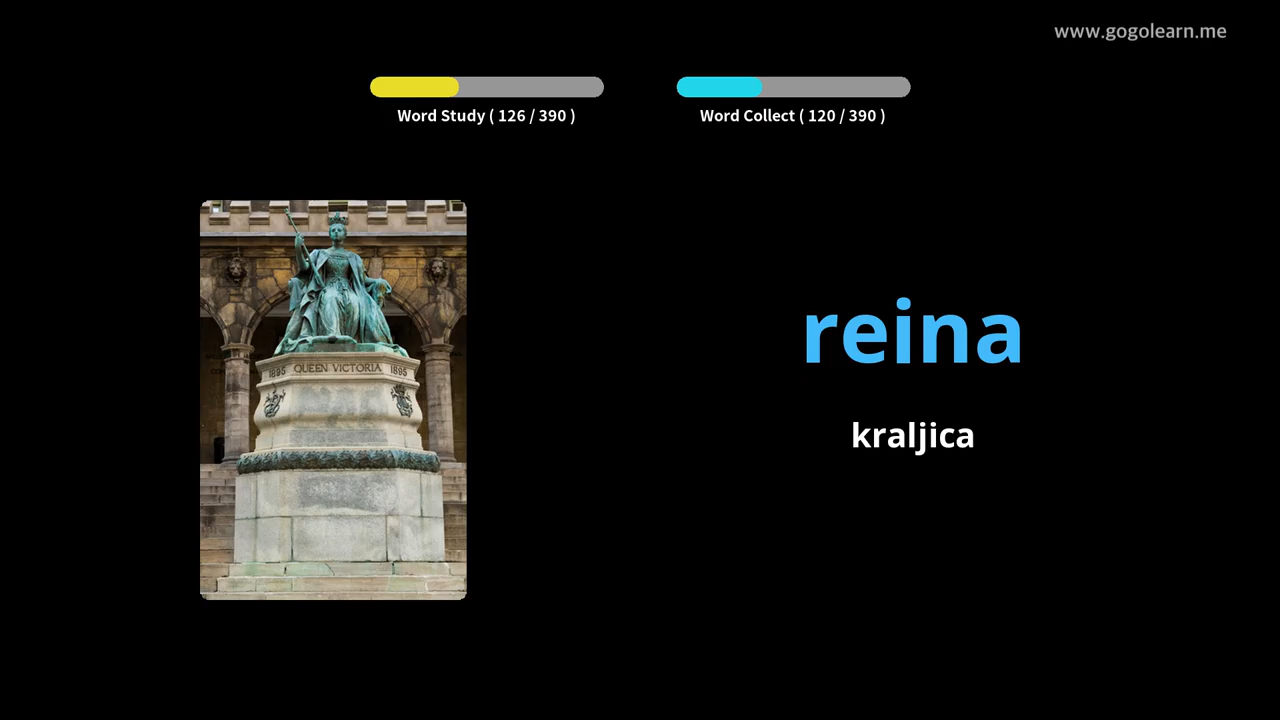 www.gogolearn.me
Word Study ( 126 / 390 )
Word Collect ( 120 / 390 )
1895 QUEEN VICTORIA 1895
reina
kraljica